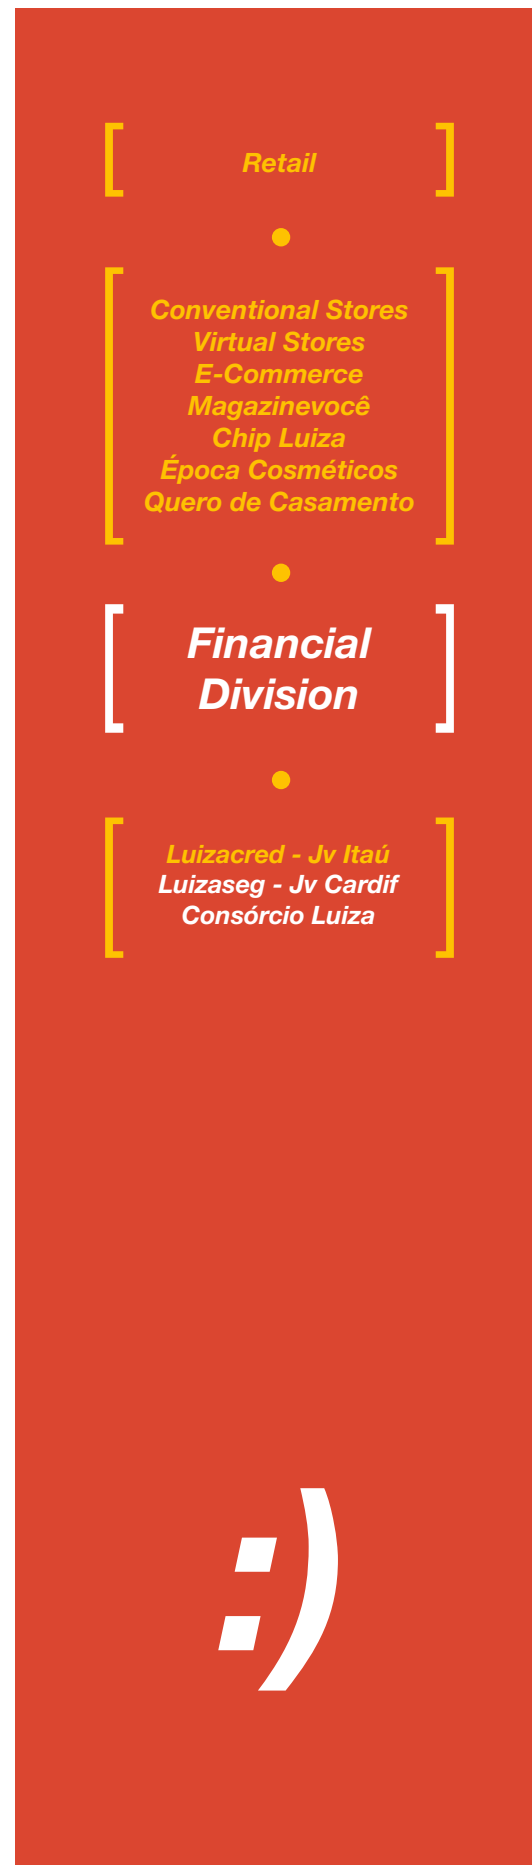 Retail
Conventional Stores
Virtual Stores
E-Commerce
Magazinevocê
Chip Luiza
Época Cosméticos
Quero de Casamento
Financial
Division
Luizacred - Jv Itaú
Luizaseg - Jv Cardif
Consórcio Luiza
:)